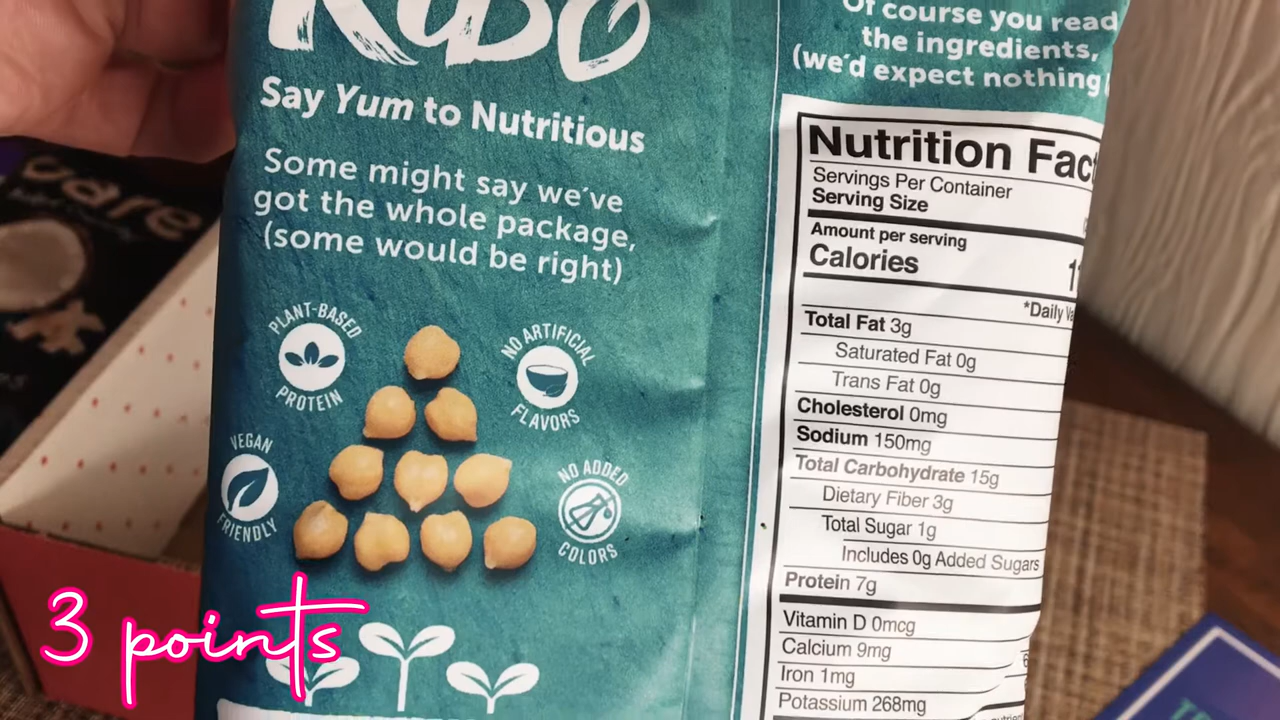 Say Yum to Nutritious
Some might say we've
got the whole package,
(some would be right)
PLANT-BASED
PROTEIN
NO ARTIFICIAL
FLAVORS
VEGAN
FRIENDLY
NO ADDED
COLORS
3 points
Of course you read
the ingredients,
(we'd expect nothing
Nutrition Fact
Servings Per Container
Serving Size
Amount per serving
Calories
*Daily Va
Total Fat 3g
Saturated Fat 0g
Trans Fat 0g
Cholesterol 0mg
Sodium 150mg
Total Carbohydrate 15g
Dietary Fiber 3g
Total Sugar 1g
Includes 0g Added Sugars
Protein 7g
Vitamin D 0mcg
Calcium 9mg
Iron 1mg
Potassium 268mg